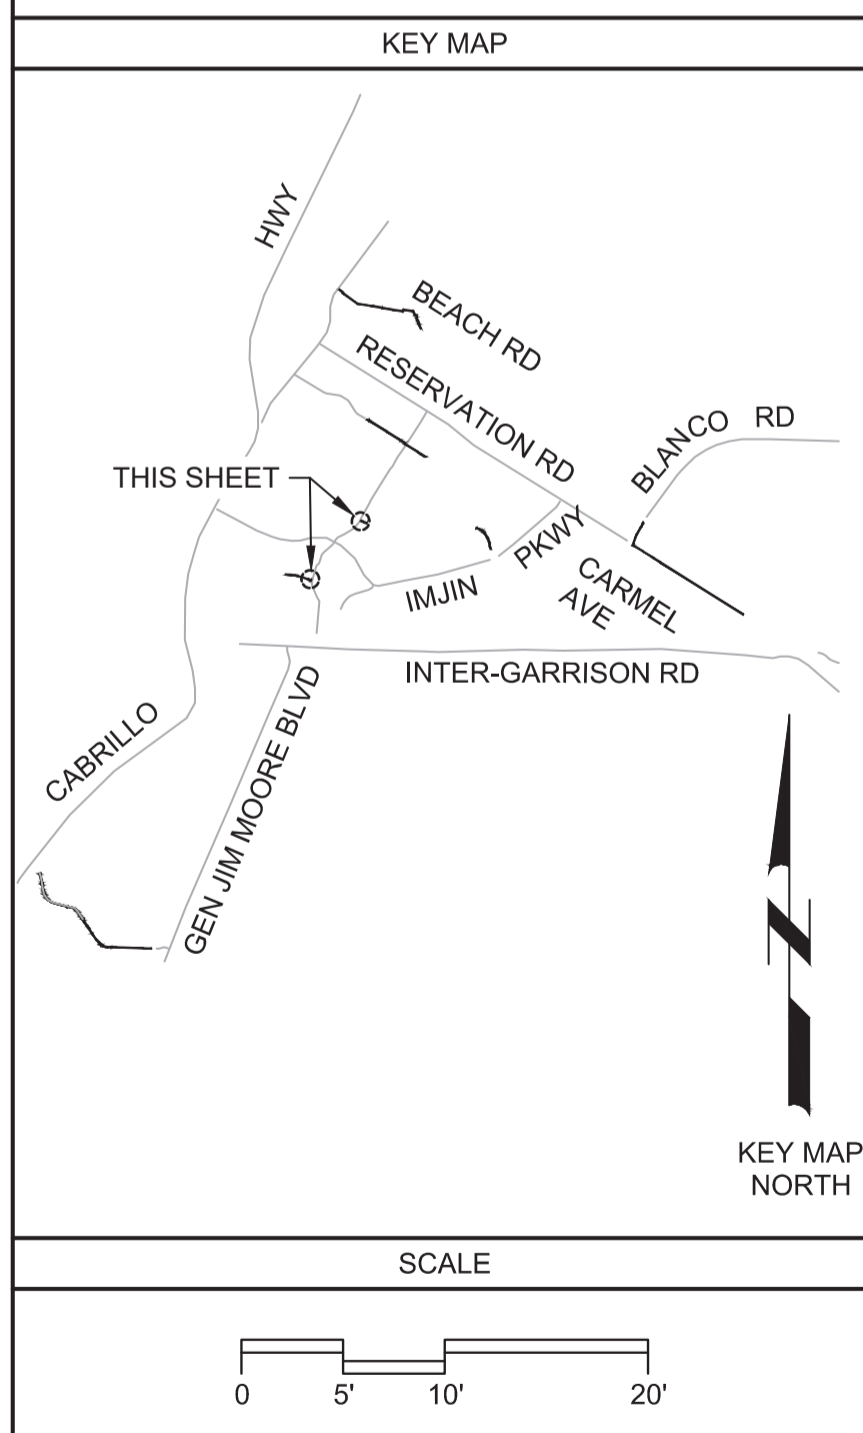 KEY MAP
HWY
BEACH RD
RESERVATION RD
BLANCO RD
THIS SHEET
PKWY
IMJIN
CARMEL
AVE
INTER-GARRISON RD
CABRILLO
GEN JIM MOORE BLVD
N
KEY MAP
NORTH
SCALE
0 5' 10' 20'